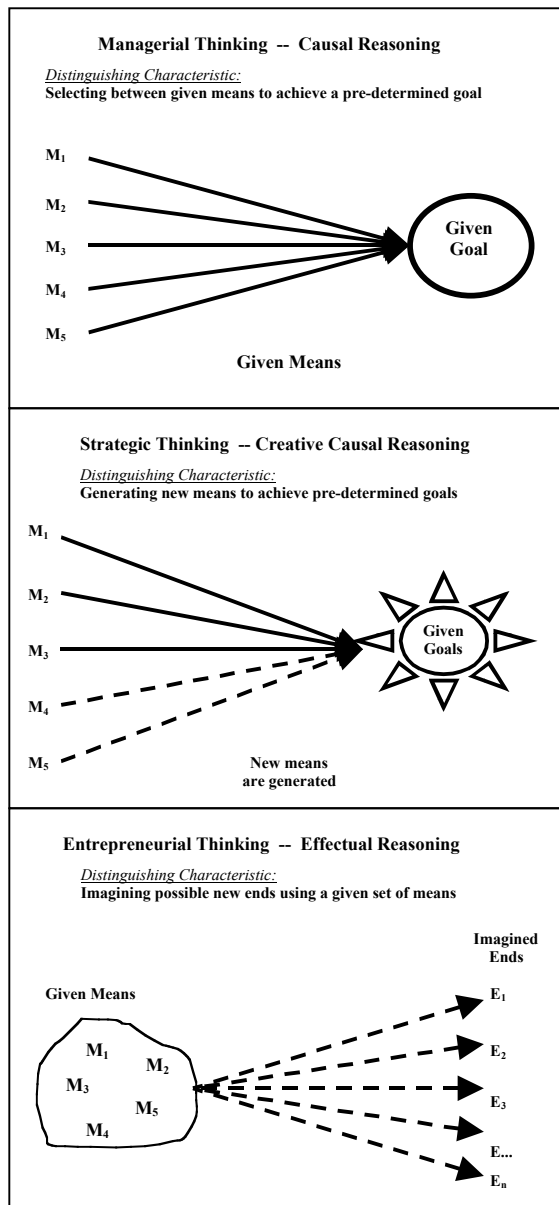 Managerial Thinking -- Causal Reasoning
Distinguishing Characteristic:
Selecting between given means to achieve a pre-determined goal
M₁
M₂
M₃
M₄
M₅
Given
Goal
Given Means
Strategic Thinking -- Creative Causal Reasoning
Distinguishing Characteristic:
Generating new means to achieve pre-determined goals
M₁
M₂
M₃
M₄
M₅
Given
Goals
New means
are generated
Entrepreneurial Thinking -- Effectual Reasoning
Distinguishing Characteristic:
Imagining possible new ends using a given set of means
Given Means
M₁
M₂
M₃
M₅
M₄
Imagined
Ends
E₁
E₂
E₃
E...
Eₙ